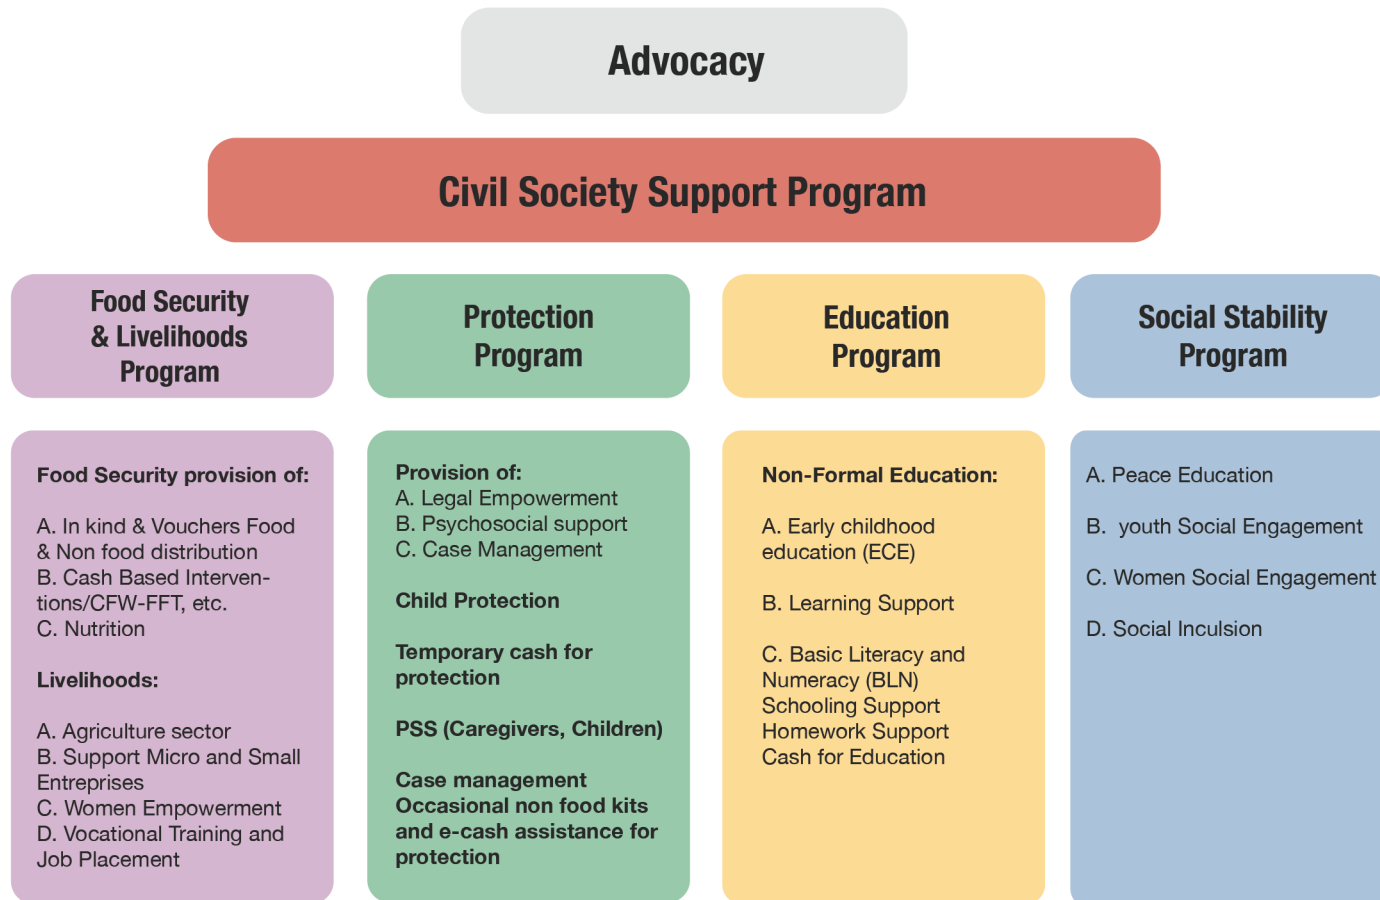 Advocacy
Civil Society Support Program
Food Security
& Livelihoods
Program
Protection
Program
Education
Program
Social Stability
Program
Food Security provision of:
A. In kind & Vouchers Food
& Non food distribution
B. Cash Based Interven-
tions/CFW-FFT, etc.
C. Nutrition
Livelihoods:
A. Agriculture sector
B. Support Micro and Small
Entreprises
C. Women Empowerment
D. Vocational Training and
Job Placement
Provision of:
A. Legal Empowerment
B. Psychosocial support
C. Case Management
Child Protection
Temporary cash for
protection
PSS (Caregivers, Children)
Case management
Occasional non food kits
and e-cash assistance for
protection
Non-Formal Education:
A. Early childhood
education (ECE)
B. Learning Support
C. Basic Literacy and
Numeracy (BLN)
Schooling Support
Homework Support
Cash for Education
A. Peace Education
B.  youth Social Engagement
C. Women Social Engagement
D. Social Inculsion